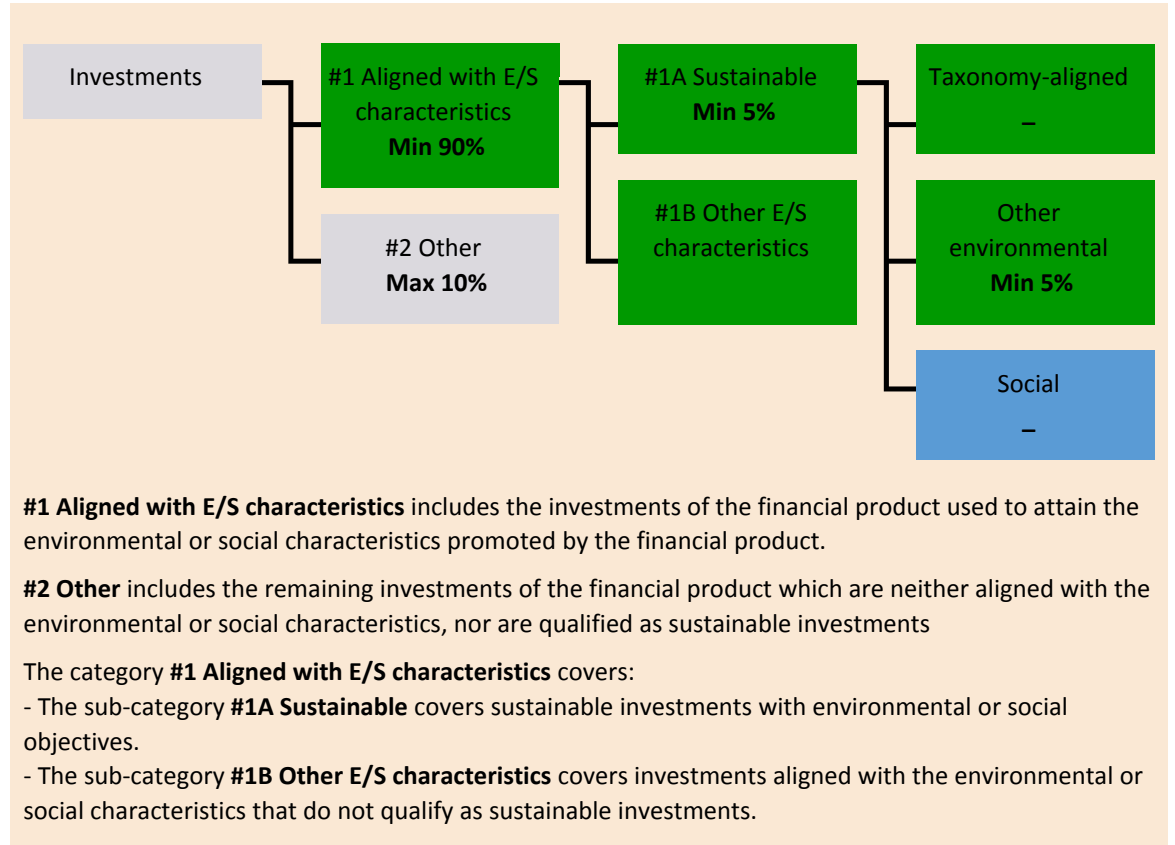 Investments
#1 Aligned with E/S
characteristics
Min 90%
#2 Other
Max 10%
#1A Sustainable
Min 5%
#1B Other E/S
characteristics
Taxonomy-aligned
–
Other
environmental
Min 5%
Social
–
#1 Aligned with E/S characteristics includes the investments of the financial product used to attain the
environmental or social characteristics promoted by the financial product.
#2 Other includes the remaining investments of the financial product which are neither aligned with the
environmental or social characteristics, nor are qualified as sustainable investments
The category #1 Aligned with E/S characteristics covers:
- The sub-category #1A Sustainable covers sustainable investments with environmental or social
objectives.
- The sub-category #1B Other E/S characteristics covers investments aligned with the environmental or
social characteristics that do not qualify as sustainable investments.